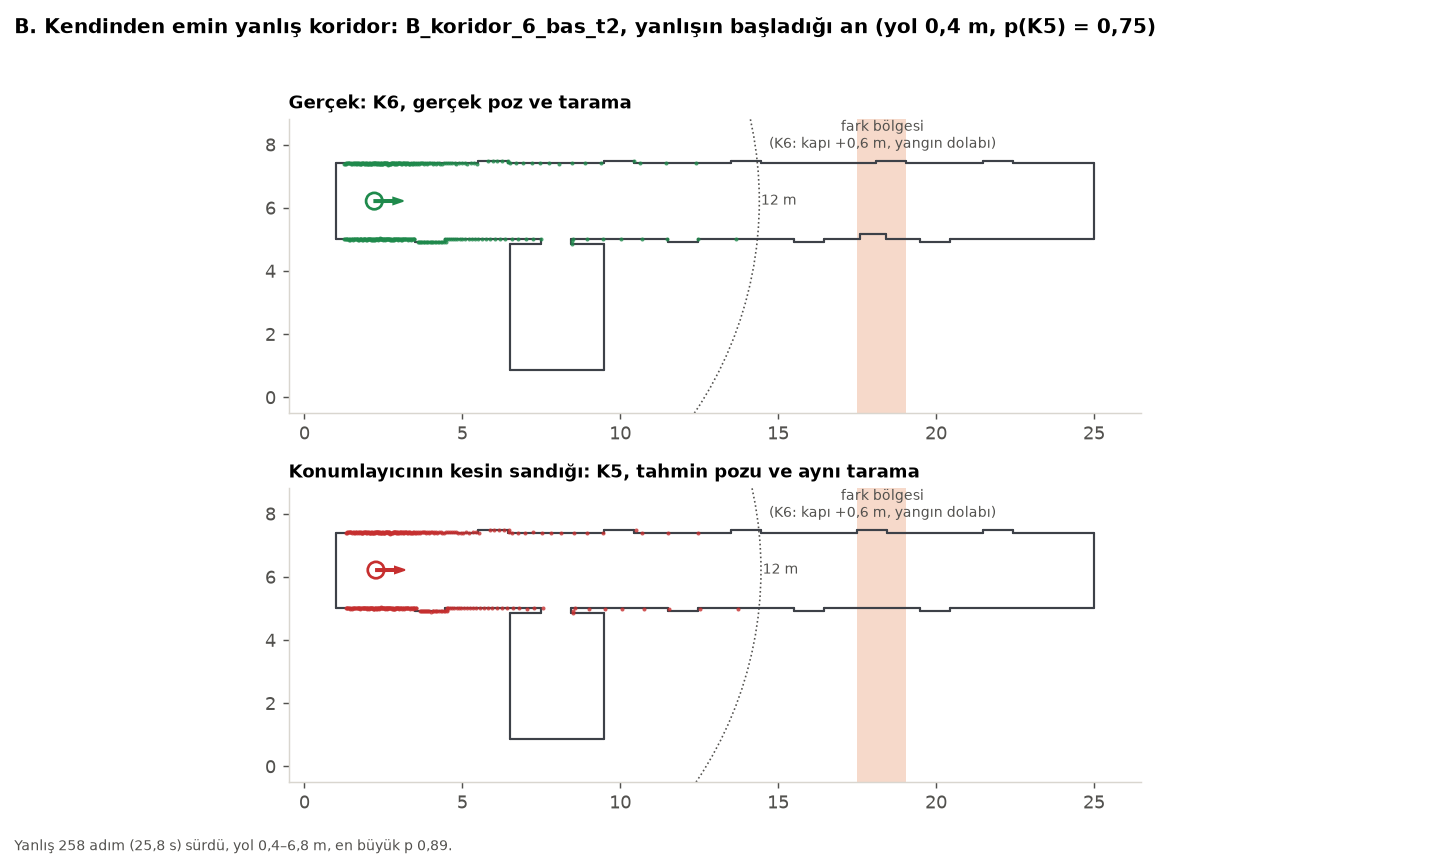 B. Kendinden emin yanlış koridor: B_koridor_6_bas_t2, yanlışın başladığı an (yol 0,4 m, p(K5) = 0,75)
Gerçek: K6, gerçek poz ve tarama
fark bölgesi
(K6: kapı +0,6 m, yangın dolabı)
12 m
8
6
4
2
0
0 5 10 15 20 25
Konumlayıcının kesin sandığı: K5, tahmin pozu ve aynı tarama
fark bölgesi
(K6: kapı +0,6 m, yangın dolabı)
12 m
8
6
4
2
0
0 5 10 15 20 25
Yanlış 258 adım (25,8 s) sürdü, yol 0,4–6,8 m, en büyük p 0,89.